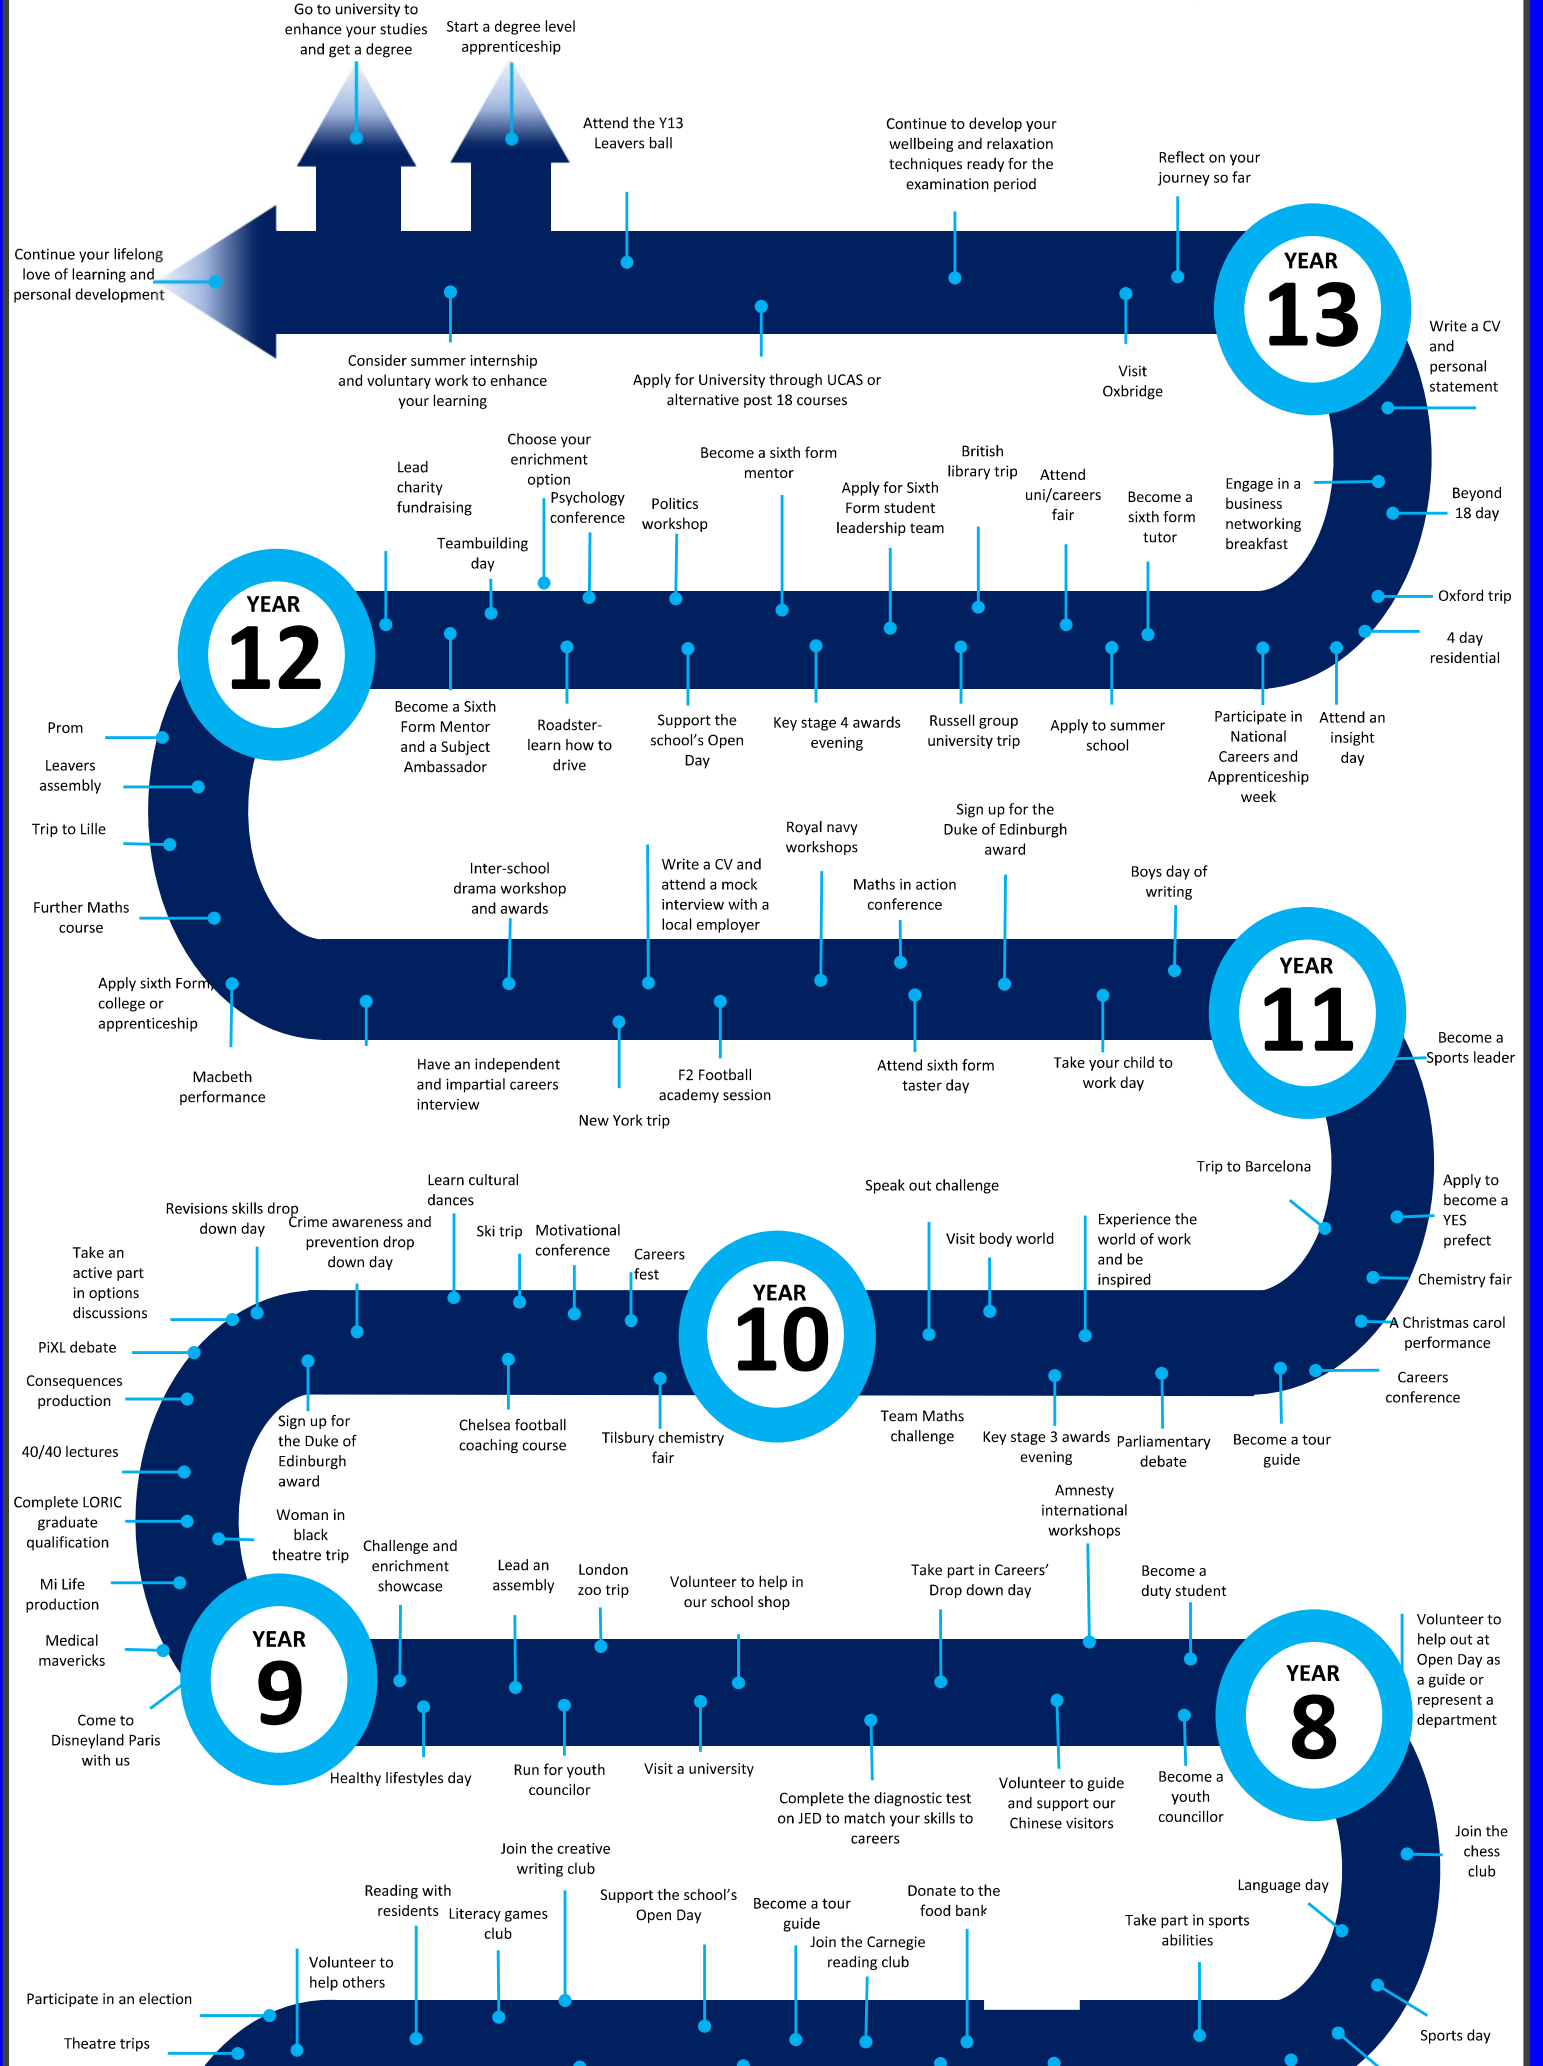 Go to university to
enhance your studies
and get a degree
Start a degree level
apprenticeship
Attend the Y13
Leavers ball
Continue to develop your
wellbeing and relaxation
techniques ready for the
examination period
Reflect on your
journey so far
Continue your lifelong
love of learning and
personal development
YEAR
13
Consider summer internship
and voluntary work to enhance
your learning
Apply for University through UCAS or
alternative post 18 courses
Visit
Oxbridge
Write a CV
and
personal
statement
Lead
charity
fundraising
Teambuilding
day
Choose your
enrichment
option
Psychology
conference
Politics
workshop
Become a sixth form
mentor
Apply for Sixth
Form student
leadership team
British
library trip
Attend
uni/careers
fair
Become a
sixth form
tutor
Engage in a
business
networking
breakfast
Beyond
18 day
Oxford trip
4 day
residential
YEAR
12
Become a Sixth
Form Mentor
and a Subject
Ambassador
Roadster-
learn how to
drive
Support the
school's Open
Day
Key stage 4 awards
evening
Russell group
university trip
Apply to summer
school
Participate in
National
Careers and
Apprenticeship
week
Attend an
insight
day
Prom
Leavers
assembly
Trip to Lille
Further Maths
course
Apply sixth Form,
college or
apprenticeship
Macbeth
performance
Inter-school
drama workshop
and awards
Write a CV and
attend a mock
interview with a
local employer
Royal navy
workshops
Maths in action
conference
Sign up for the
Duke of Edinburgh
award
Boys day of
writing
YEAR
11
Have an independent
and impartial careers
interview
New York trip
F2 Football
academy session
Attend sixth form
taster day
Take your child to
work day
Become a
Sports leader
Trip to Barcelona
Apply to
become a
YES
prefect
Chemistry fair
A Christmas carol
performance
Careers
conference
Revisions skills drop
down day
Crime awareness and
prevention drop
down day
Learn cultural
dances
Ski trip
Motivational
conference
Careers
fest
YEAR
10
Speak out challenge
Visit body world
Experience the
world of work
and be
inspired
Take an
active part
in options
discussions
PiXL debate
Consequences
production
40/40 lectures
Complete LORIC
graduate
qualification
Mi Life
production
Medical
mavericks
Come to
Disneyland Paris
with us
Sign up for
the Duke of
Edinburgh
award
Chelsea football
coaching course
Tilsbury chemistry
fair
Team Maths
challenge
Key stage 3 awards
evening
Parliamentary
debate
Become a tour
guide
Woman in
black
theatre trip
Challenge and
enrichment
showcase
Lead an
assembly
London
zoo trip
Volunteer to help in
our school shop
Take part in Careers'
Drop down day
Amnesty
international
workshops
Become a
duty student
YEAR
9
YEAR
8
Volunteer to
help out at
Open Day as
a guide or
represent a
department
Healthy lifestyles day
Run for youth
councilor
Visit a university
Complete the diagnostic test
on JED to match your skills to
careers
Volunteer to guide
and support our
Chinese visitors
Become a
youth
councillor
Join the
chess
club
Language day
Sports day
Participate in an election
Theatre trips
Volunteer to
help others
Reading with
residents
Literacy games
club
Join the creative
writing club
Support the school's
Open Day
Become a tour
guide
Join the Carnegie
reading club
Donate to the
food bank
Take part in sports
abilities